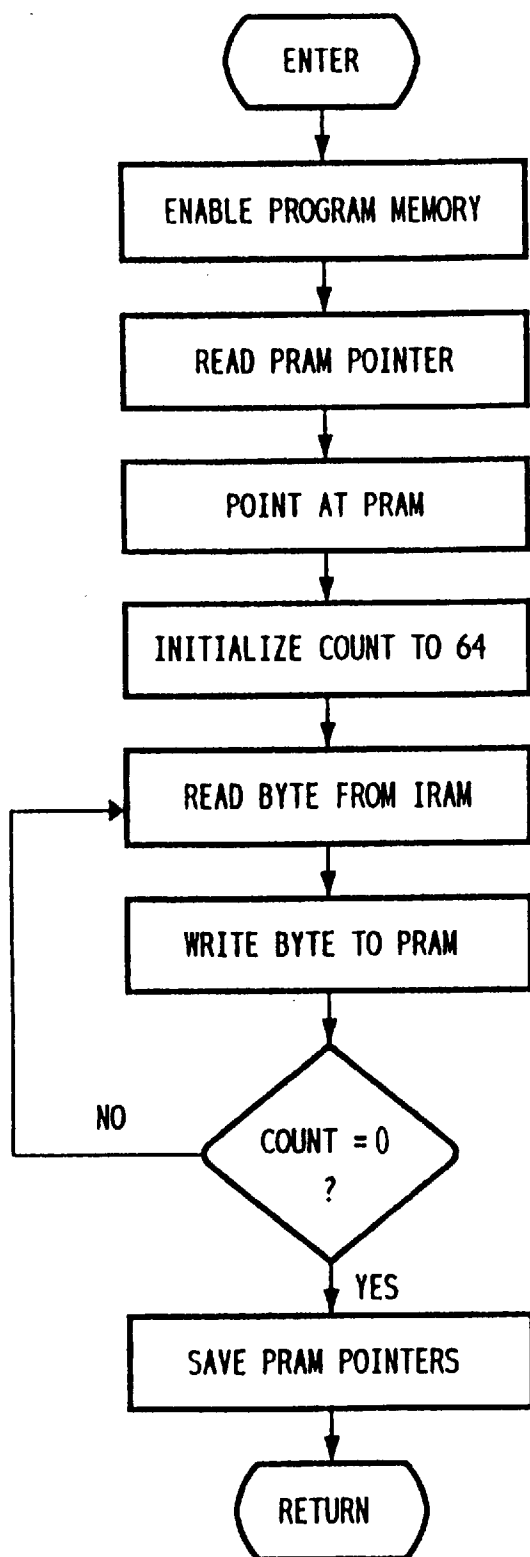 ENTER
ENABLE PROGRAM MEMORY
READ PRAM POINTER
POINT AT PRAM
INITIALIZE COUNT TO 64
READ BYTE FROM IRAM
WRITE BYTE TO PRAM
NO
COUNT = 0
?
YES
SAVE PRAM POINTERS
RETURN